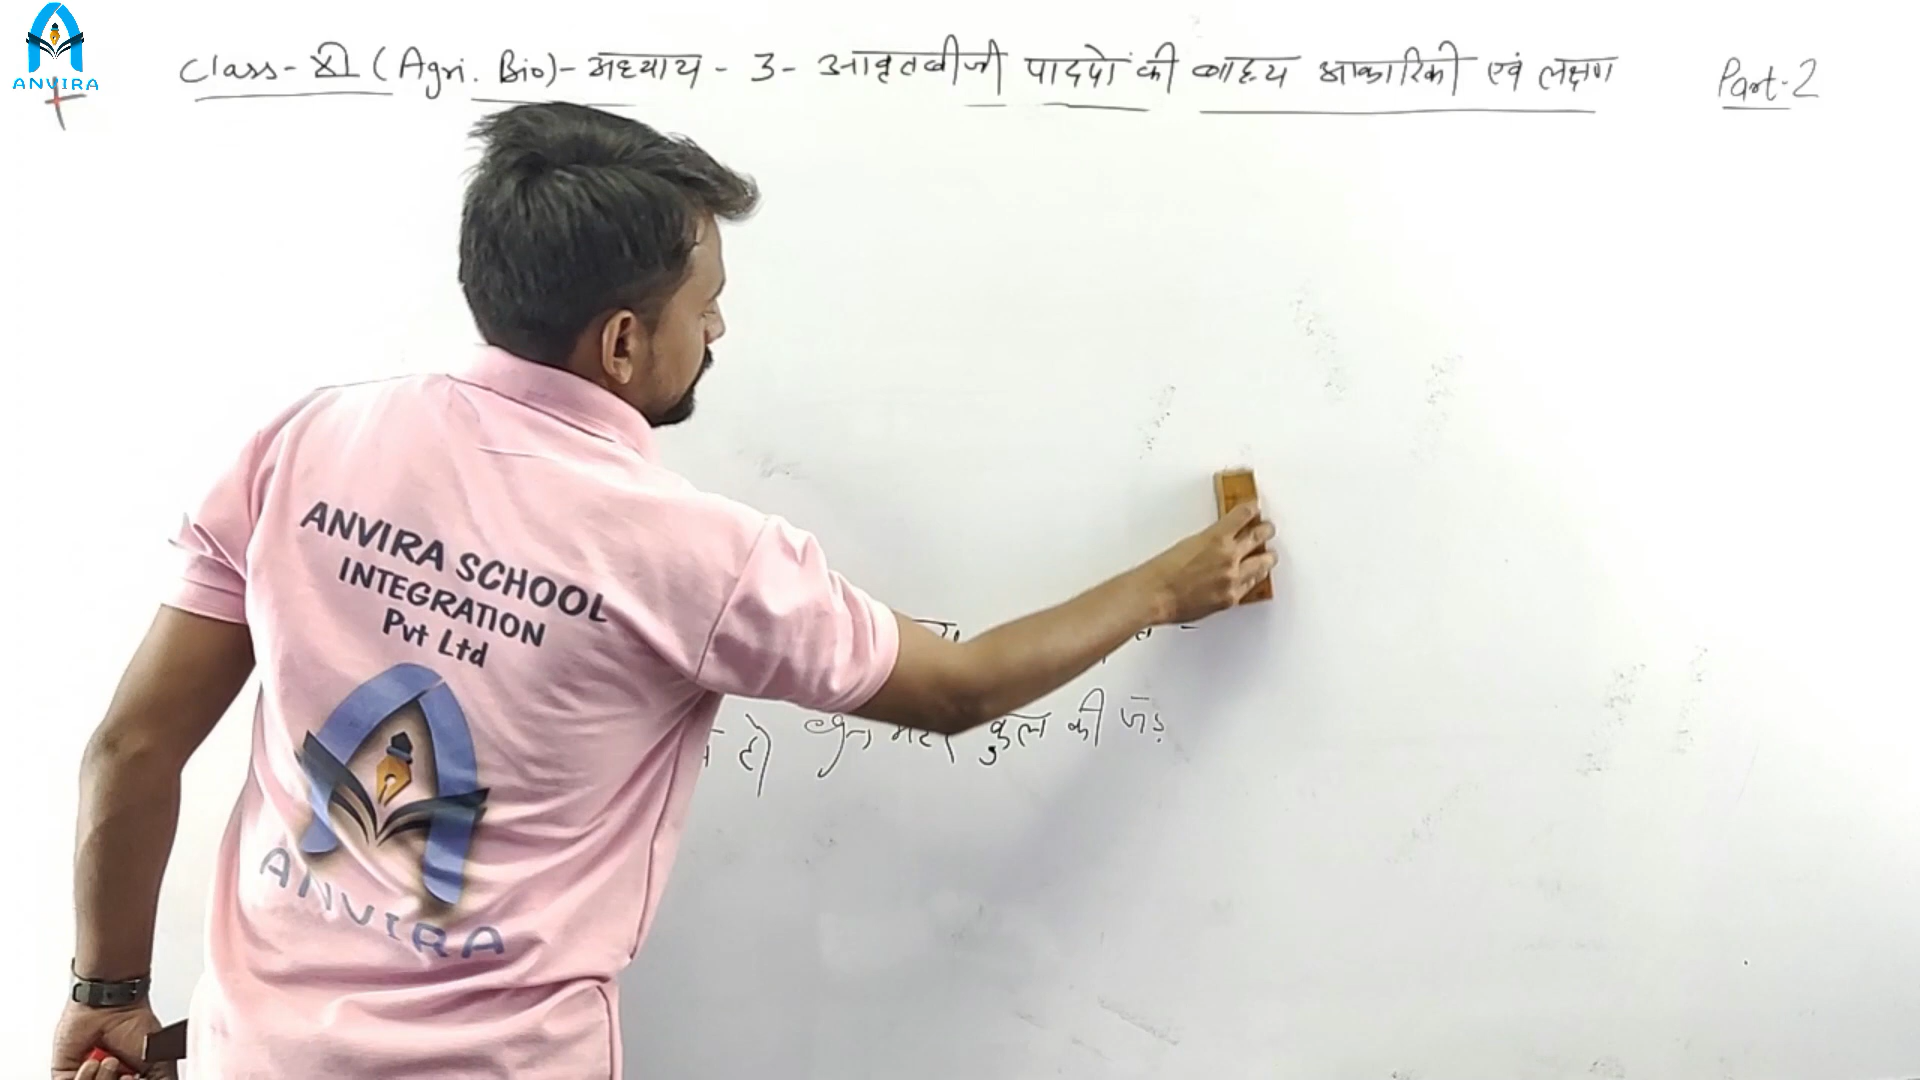 ANVIRA
Class-XI (Agri. Bio)- अध्याय - 3- आवृतबीजी पादपों की बाह्य आकारिकी एवं लक्षण Part-2
ANVIRA SCHOOL
INTEGRATION
Pvt Ltd
ANVIRA
कुल की जड़